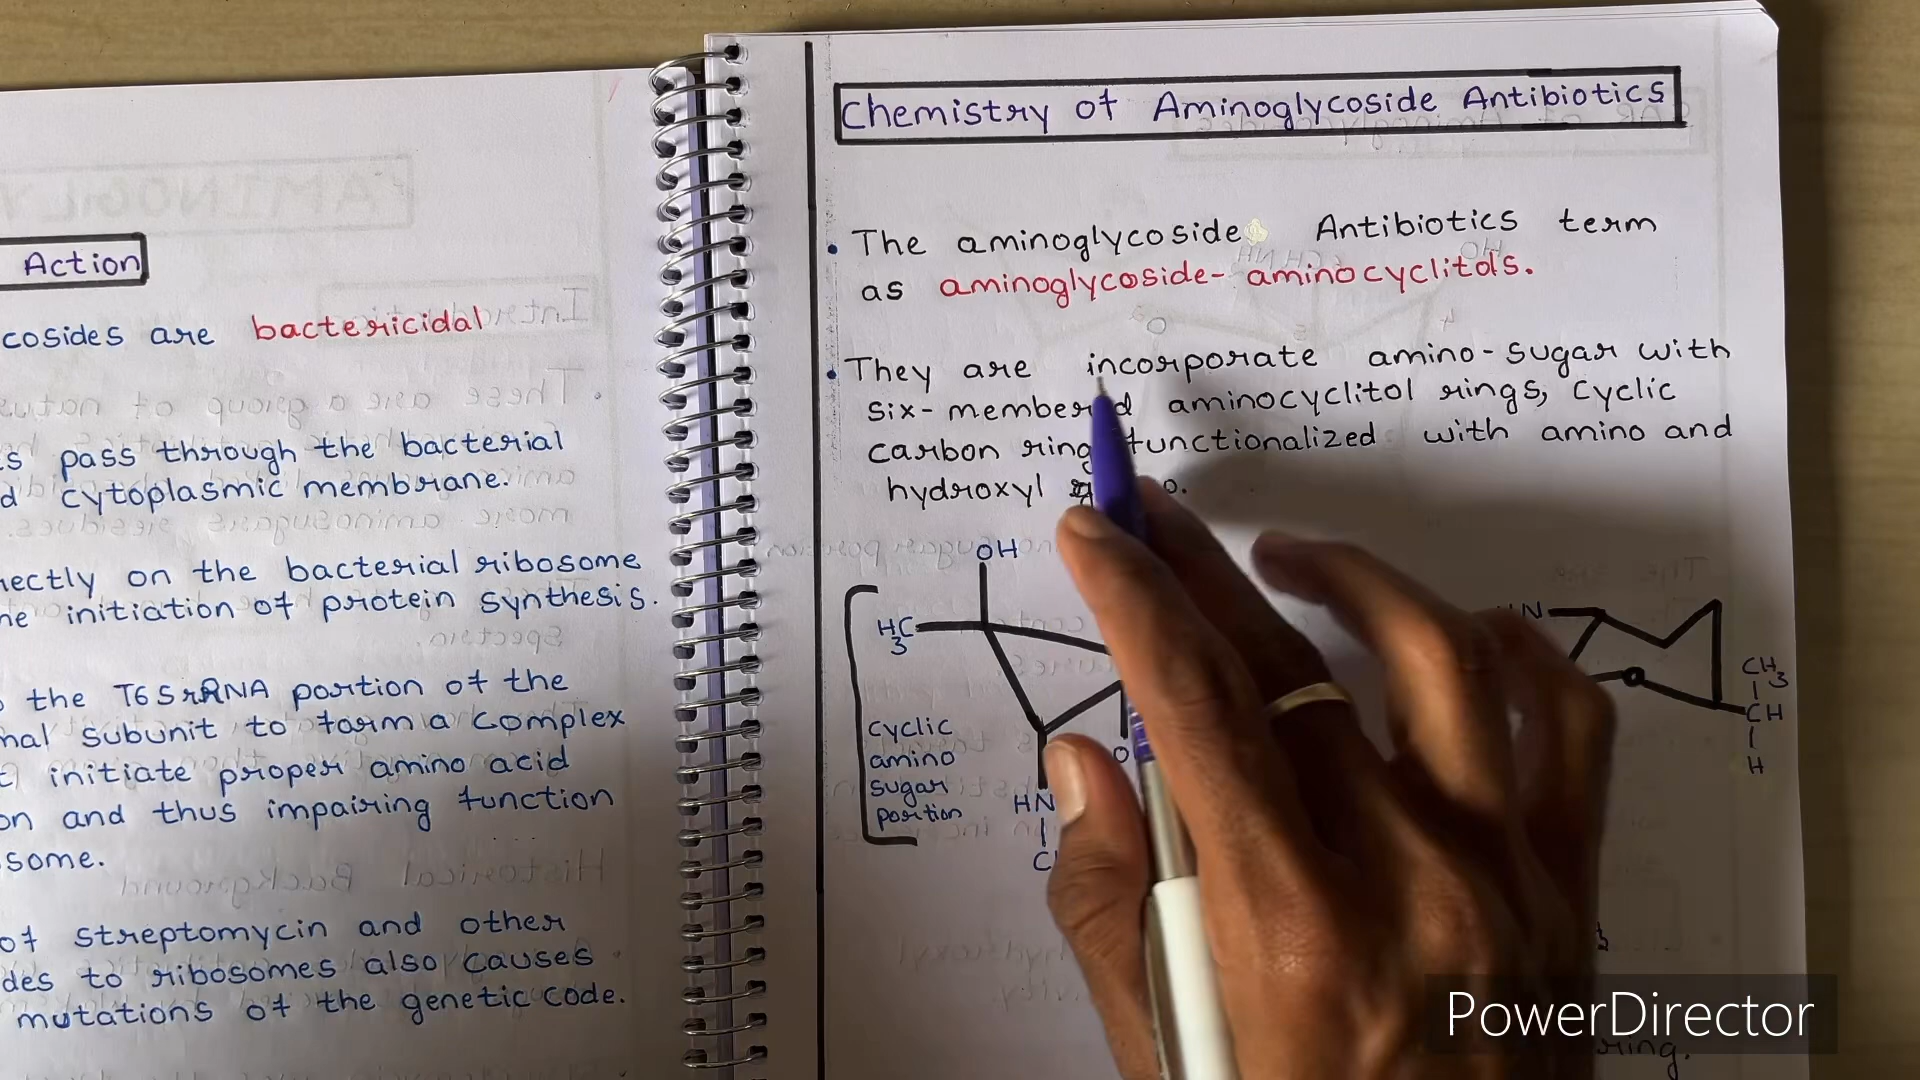 Action
cosides are bactericidal
pass through the bacterial
cytoplasmic membrane.
on the bacterial ribosome
initiation of protein synthesis.
the T6SrRNA portion of the
subunit to form a complex
initiate proper amino acid
and thus impairing function
some.
of streptomycin and other
des to ribosomes also causes
mutations of the genetic code.
Chemistry of Aminoglycoside Antibiotics
• The aminoglycoside Antibiotics term
as aminoglycoside-aminocyclitols.
• They are incorporate amino-sugar with
six-membered aminocyclitol rings, cyclic
carbon ring functionalized with amino and
hydroxyl
OH
H3C
cyclic
amino
sugar
portion
HN
CH3
CH
H
ring.
PowerDirector